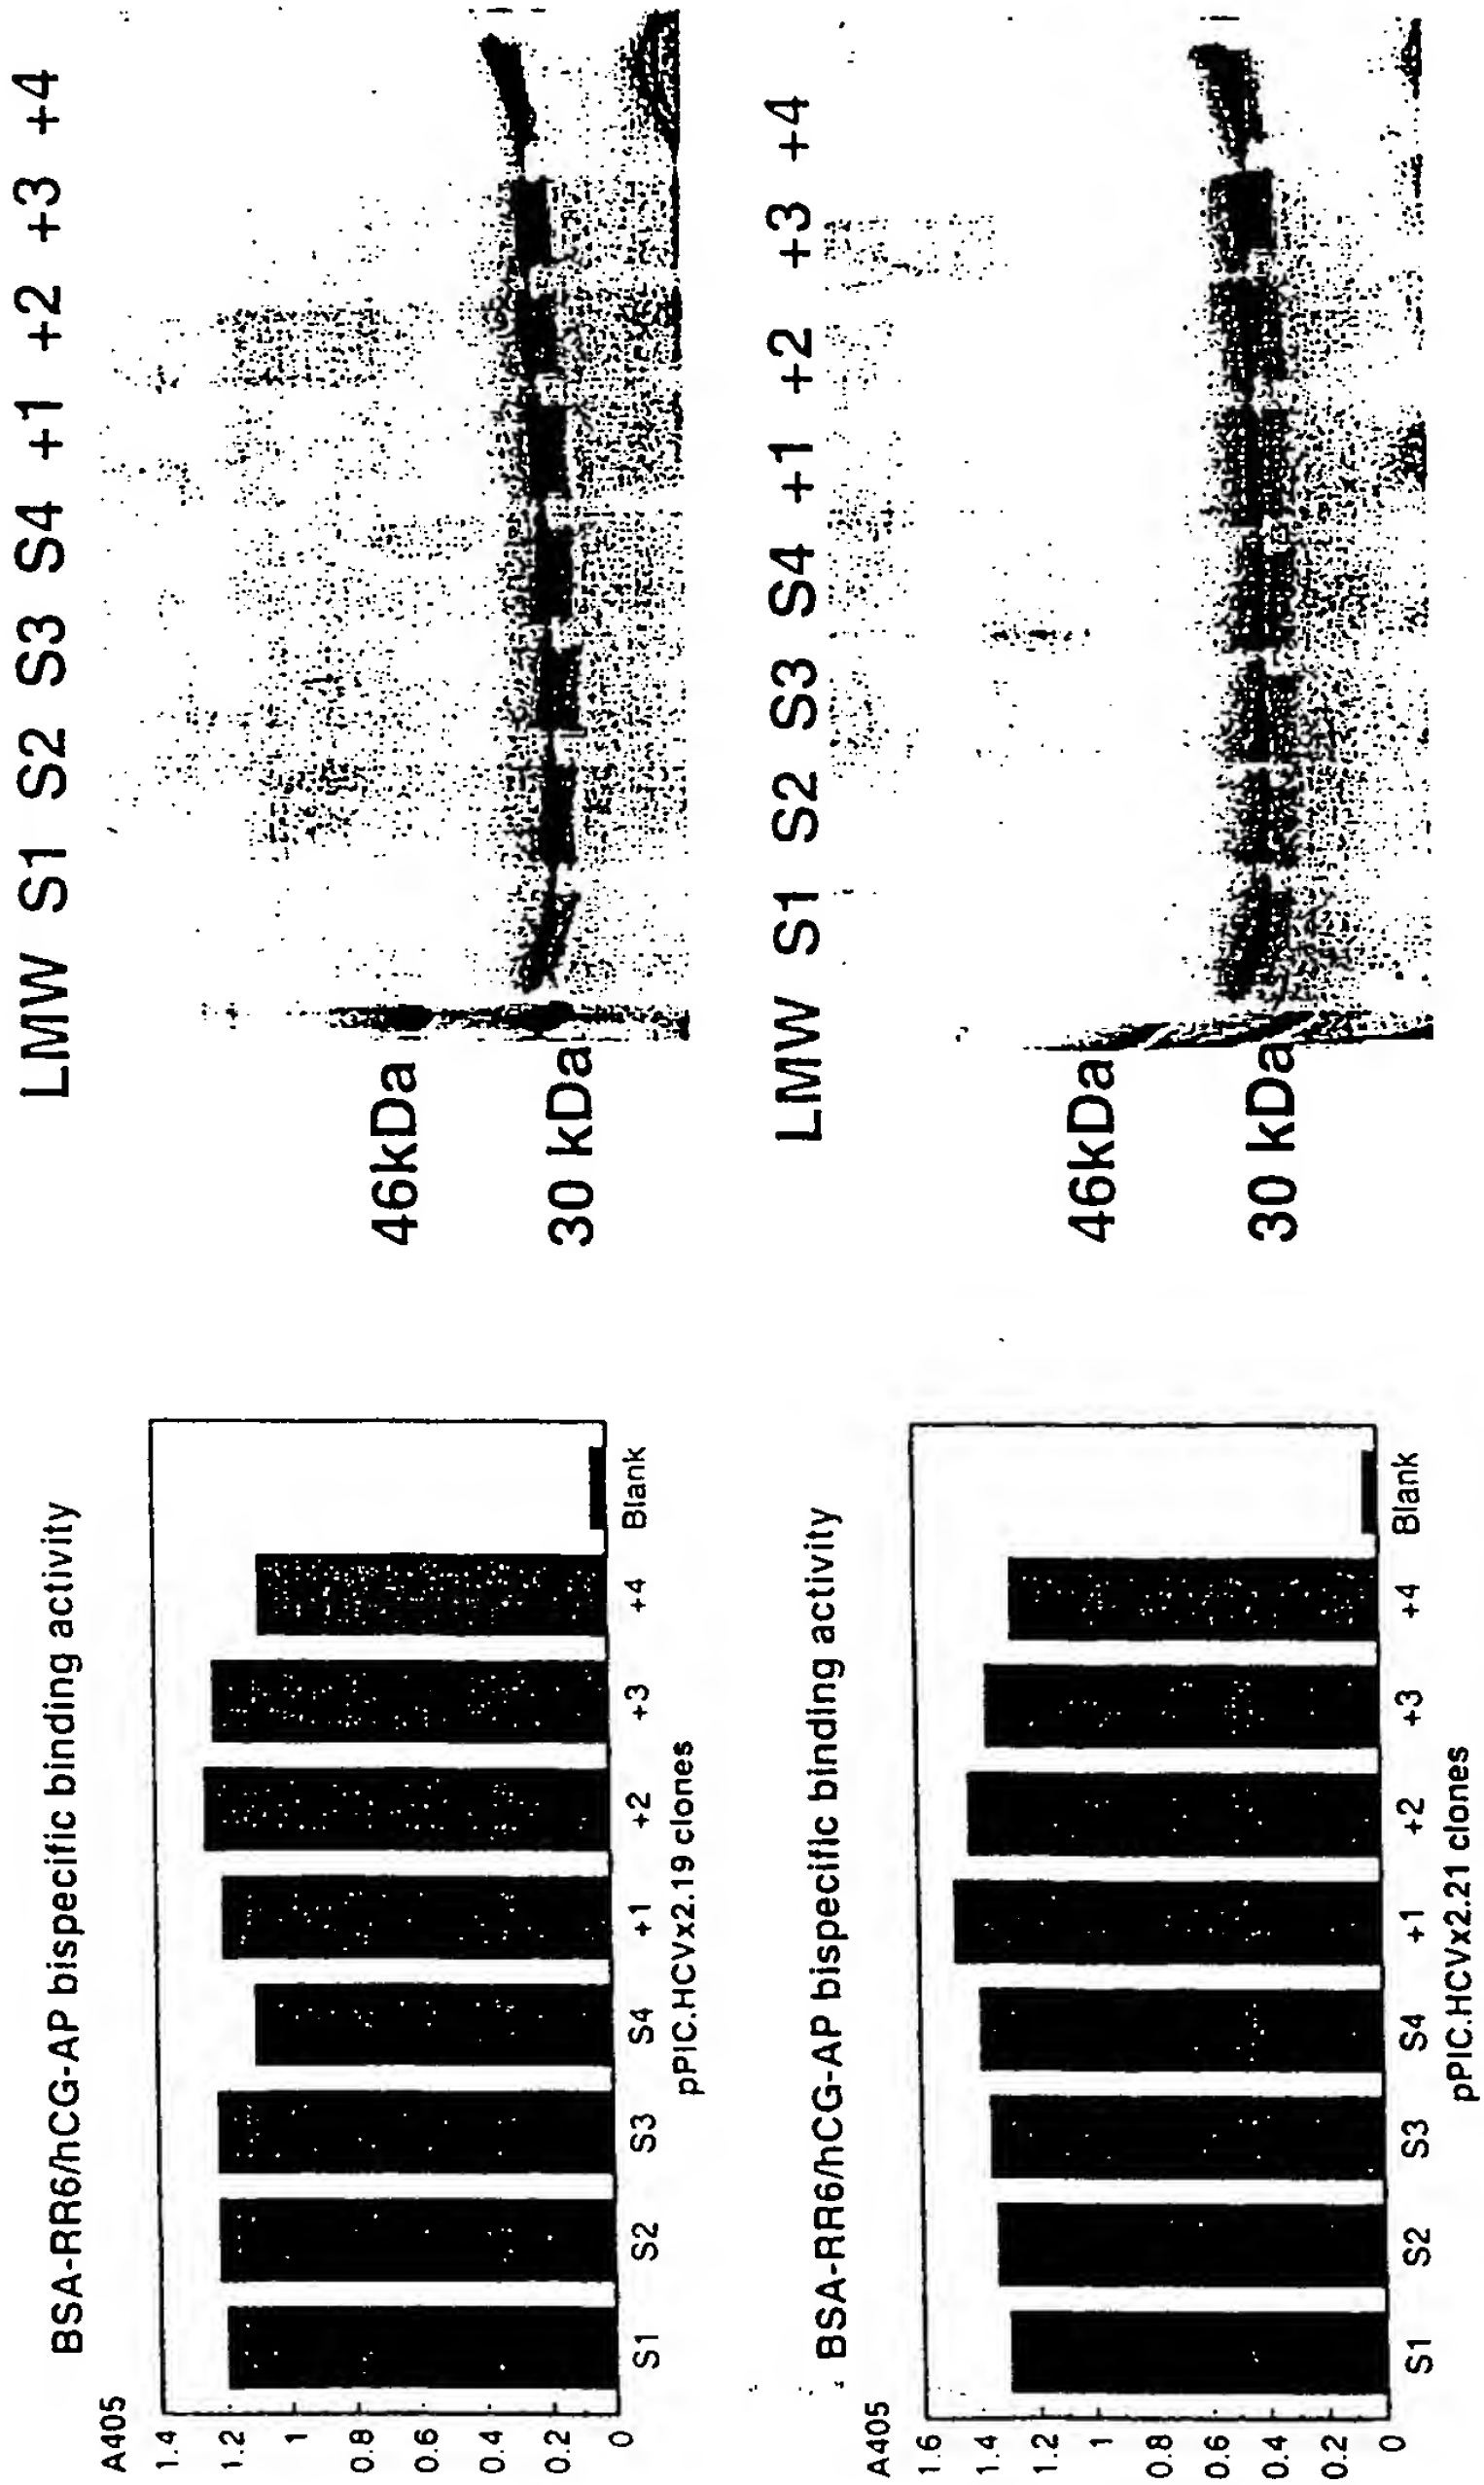 BSA-RR6/hCG-AP bispecific binding activity
A405
1.4
1.2
1
0.8
0.6
0.4
0.2
0
S1 S2 S3 S4 +1 +2 +3 +4 Blank
pPIC.HCVx2.19 clones
LMW S1 S2 S3 S4 +1 +2 +3 +4
46kDa
30 kDa
BSA-RR6/hCG-AP bispecific binding activity
A405
1.6
1.4
1.2
1
0.8
0.6
0.4
0.2
0
S1 S2 S3 S4 +1 +2 +3 +4 Blank
pPIC.HCVx2.21 clones
LMW S1 S2 S3 S4 +1 +2 +3 +4
46kDa
30 kDa